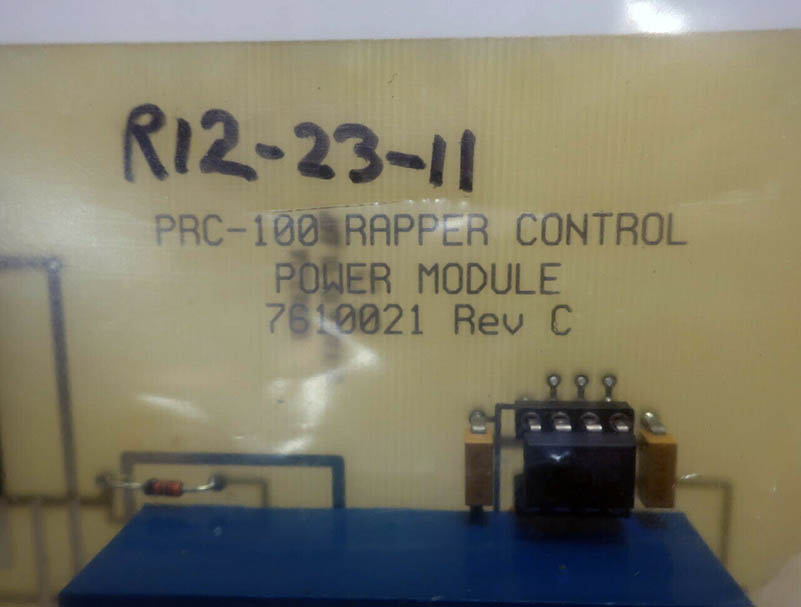 R12-23-11
PRC-100 RAPPER CONTROL
POWER MODULE
7610021 Rev C